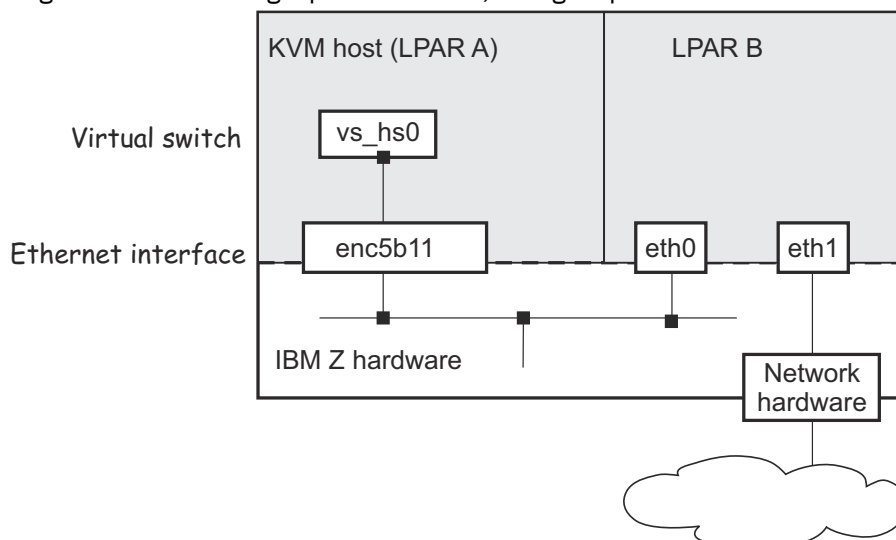 KVM host (LPAR A)
LPAR B
Virtual switch
vs_hs0
Ethernet interface
enc5b11
eth0
eth1
IBM Z hardware
Network
hardware